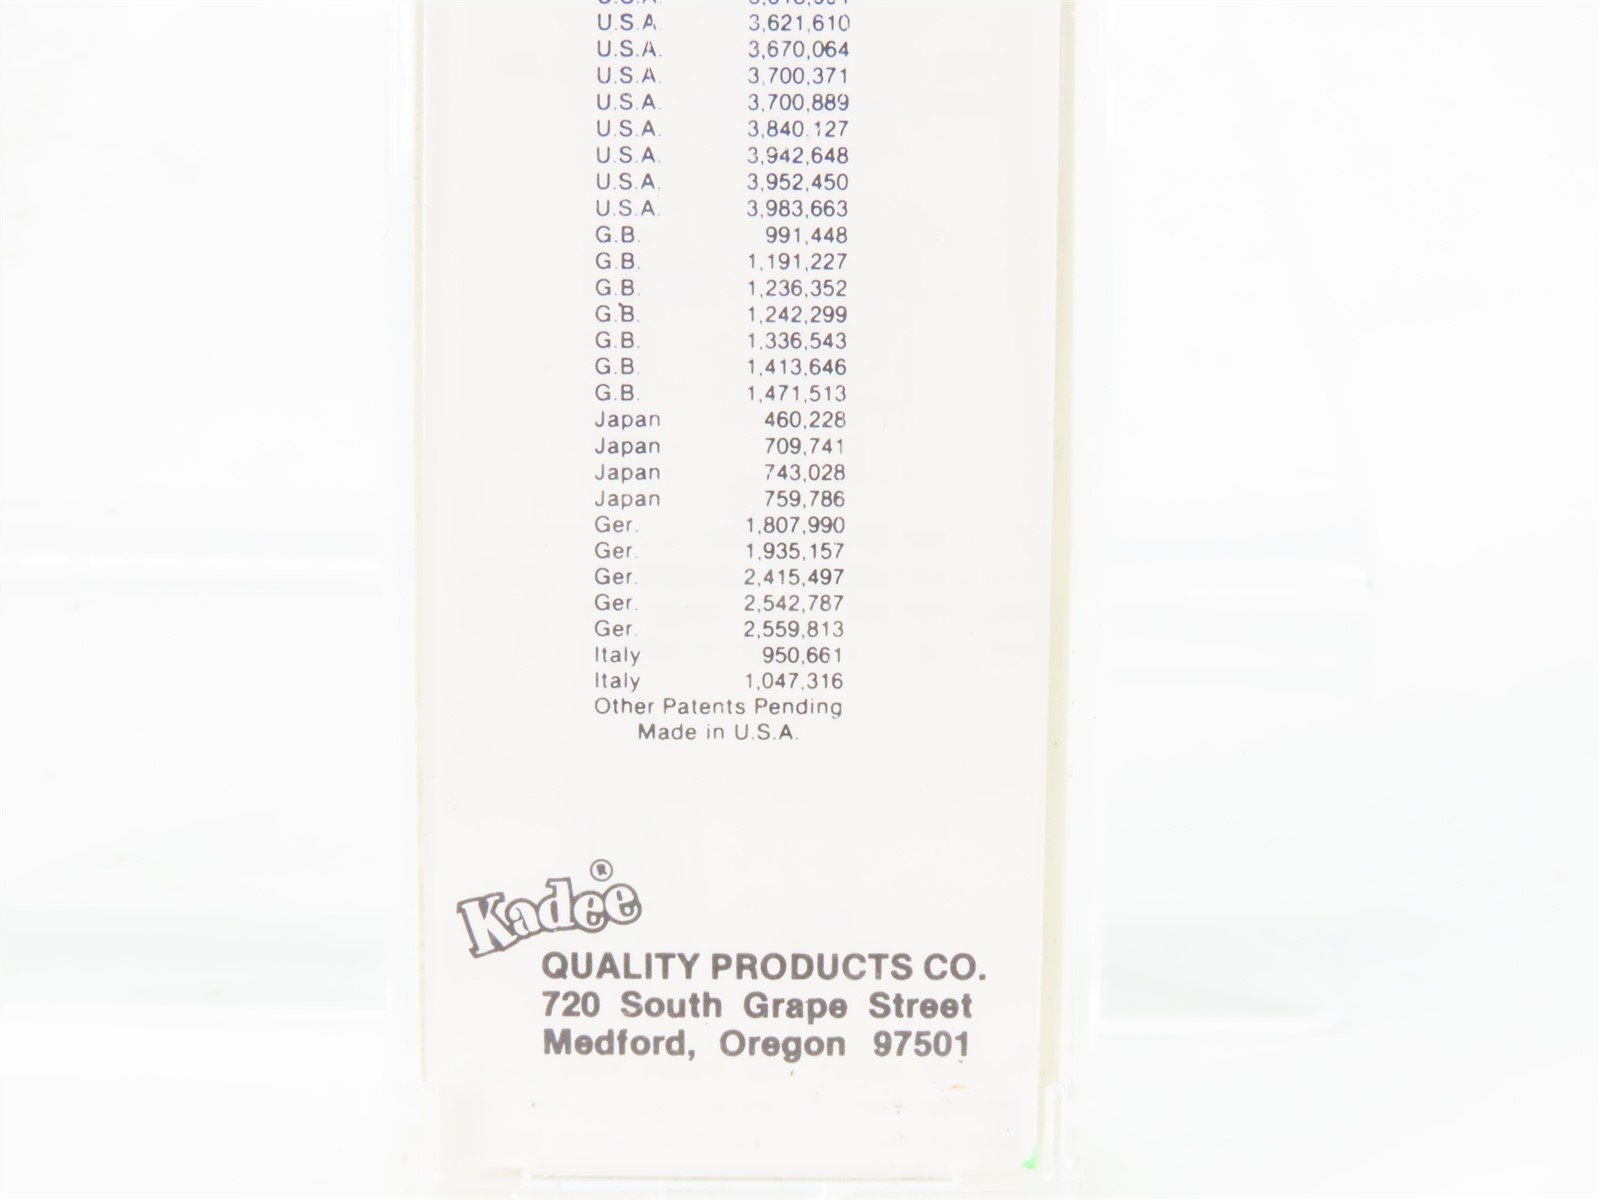 U.S.A.
U.S.A. 3,621,610
U.S.A. 3,670,064
U.S.A. 3,700,371
U.S.A. 3,700,889
U.S.A. 3,840,127
U.S.A. 3,942,648
U.S.A. 3,952,450
U.S.A. 3,983,663
G.B. 991,448
G.B. 1,191,227
G.B. 1,236,352
G.B. 1,242,299
G.B. 1,336,543
G.B. 1,413,646
G.B. 1,471,513
Japan 460,228
Japan 709,741
Japan 743,028
Japan 759,786
Ger. 1,807,990
Ger. 1,935,157
Ger. 2,415,497
Ger. 2,542,787
Ger. 2,559,813
Italy 950,661
Italy 1,047,316
Other Patents Pending
Made in U.S.A.
Kadee®
QUALITY PRODUCTS CO.
720 South Grape Street
Medford, Oregon 97501